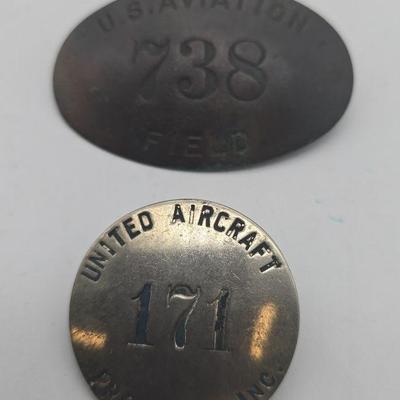 U.S. AVIATION
738
FIELD
UNITED AIRCRAFT
171
INC.